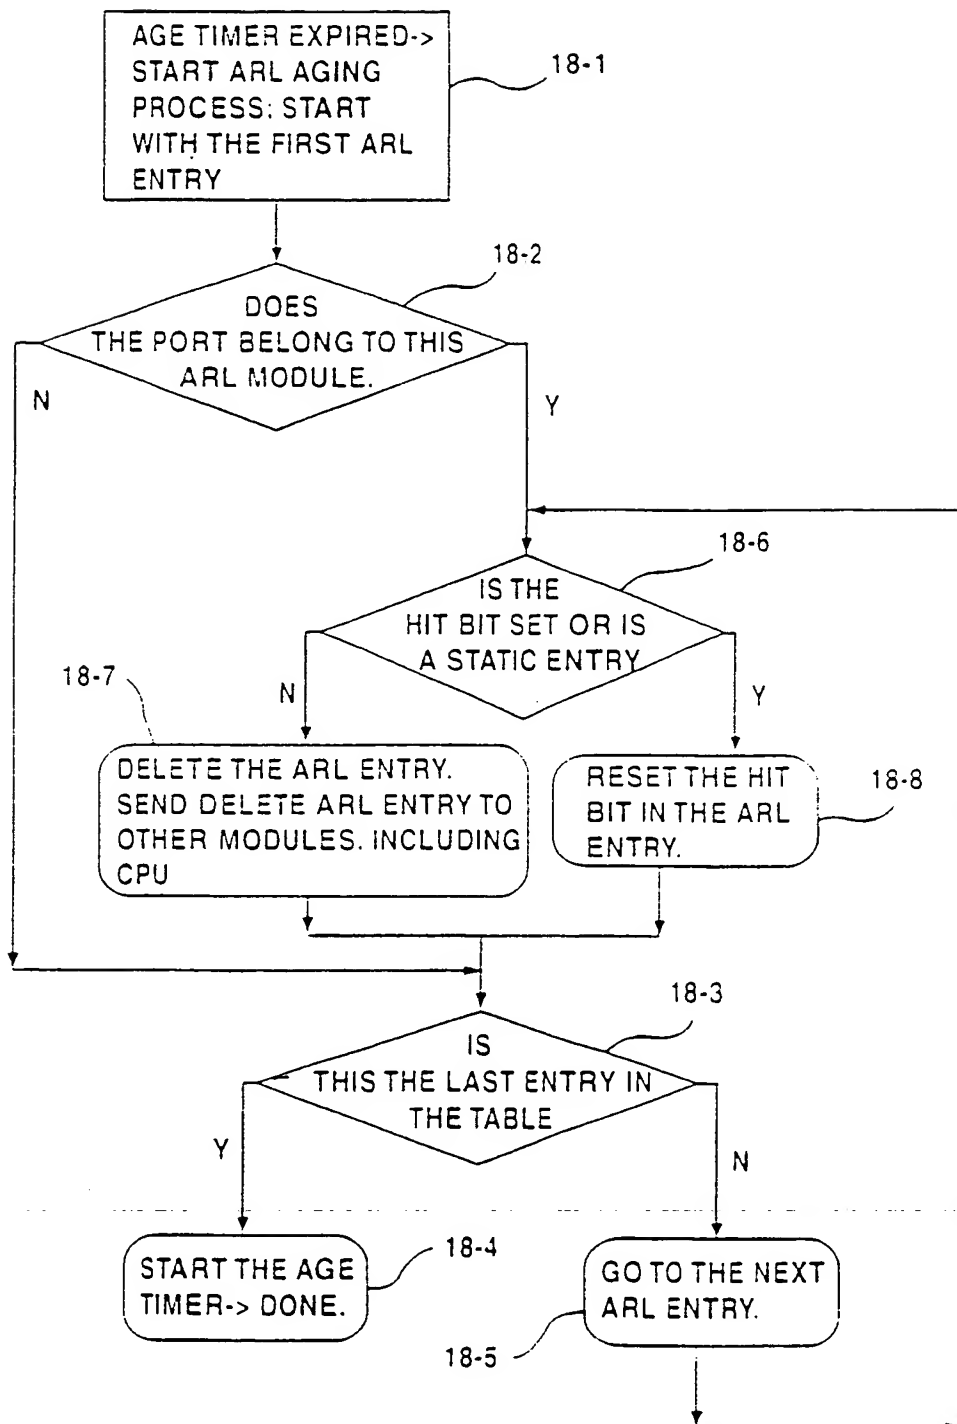 AGE TIMER EXPIRED->
START ARL AGING
PROCESS: START
WITH THE FIRST ARL
ENTRY
18-1
18-2
DOES
THE PORT BELONG TO THIS
ARL MODULE.
N
Y
18-6
IS THE
HIT BIT SET OR IS
A STATIC ENTRY
18-7
N
Y
DELETE THE ARL ENTRY.
SEND DELETE ARL ENTRY TO
OTHER MODULES. INCLUDING
CPU
RESET THE HIT
BIT IN THE ARL
ENTRY.
18-8
18-3
IS
THIS THE LAST ENTRY IN
THE TABLE
Y
N
START THE AGE
TIMER-> DONE.
18-4
GO TO THE NEXT
ARL ENTRY.
18-5